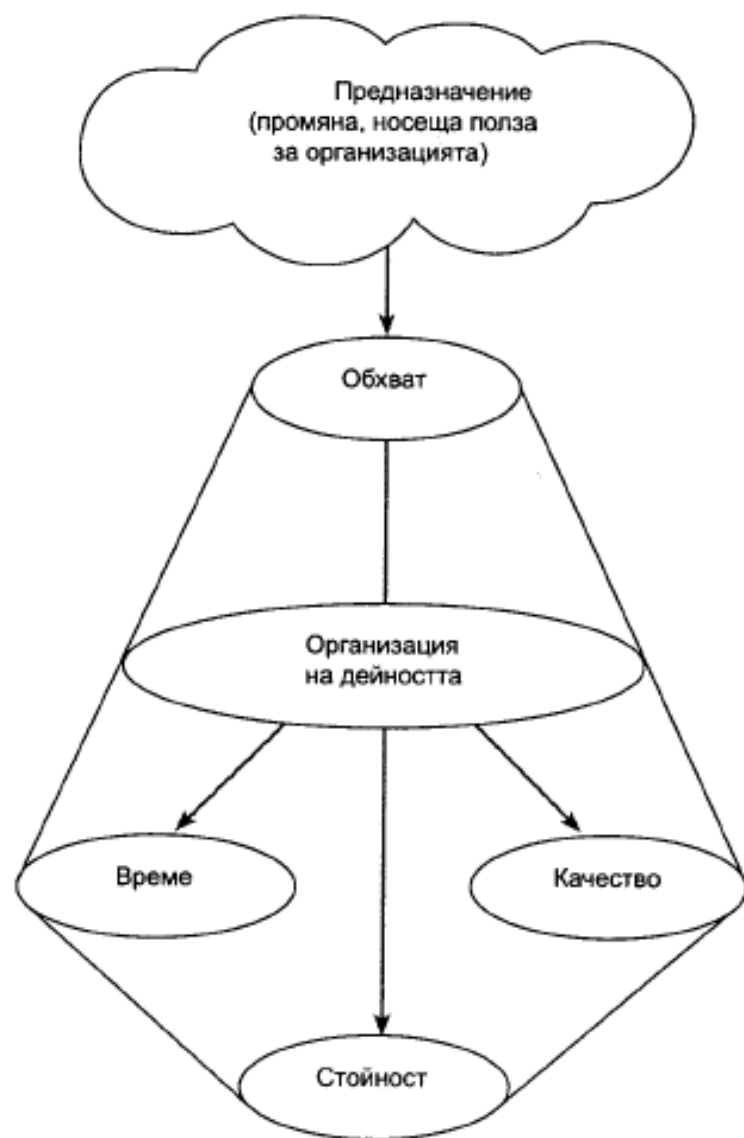 Предназначение
(промяна, носеща полза
за организацията)
Обхват
Организация
на дейността
Време
Качество
Стойност